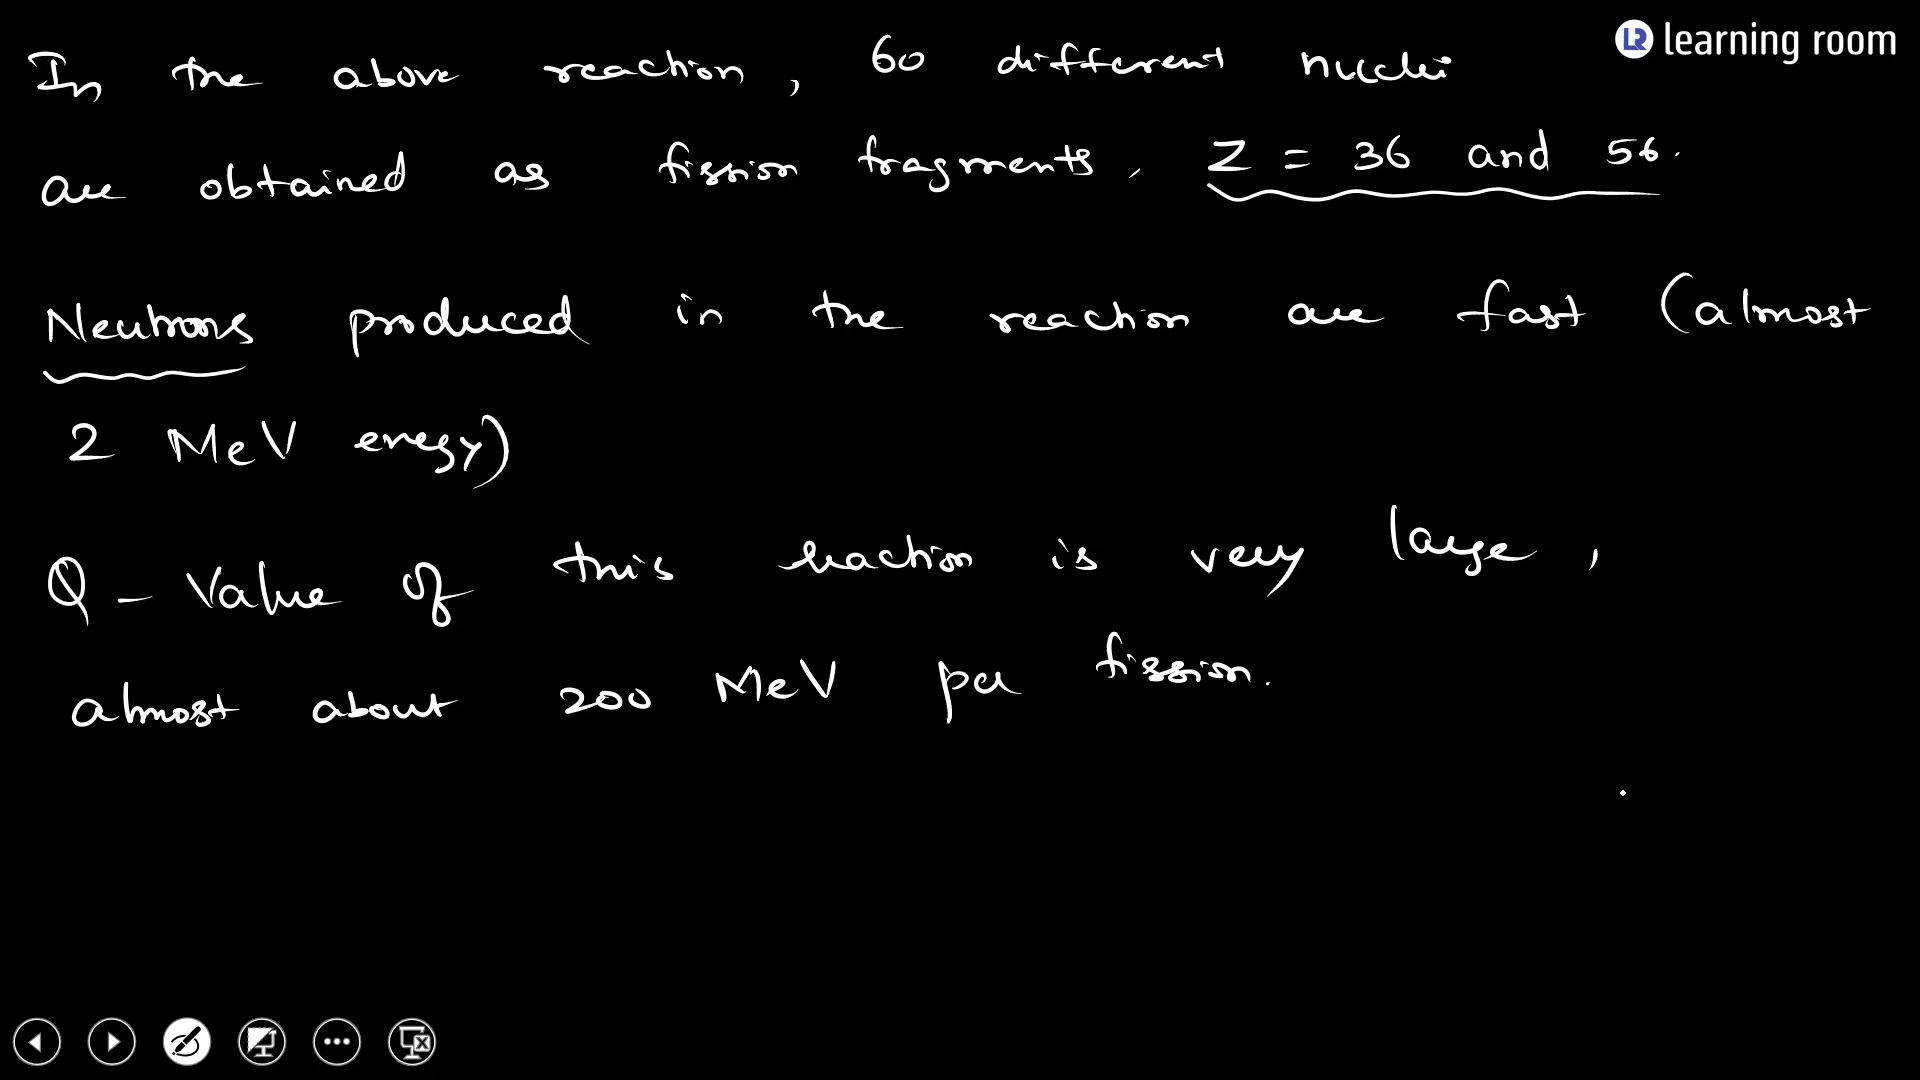 learning room
In the above reaction, 60 different nuclei
are obtained as fission fragments, Z = 36 and 56.
Neutrons produced in the reaction are fast (almost
2 MeV energy)
Q - Value of this reaction is very large,
almost about 200 MeV per fission.